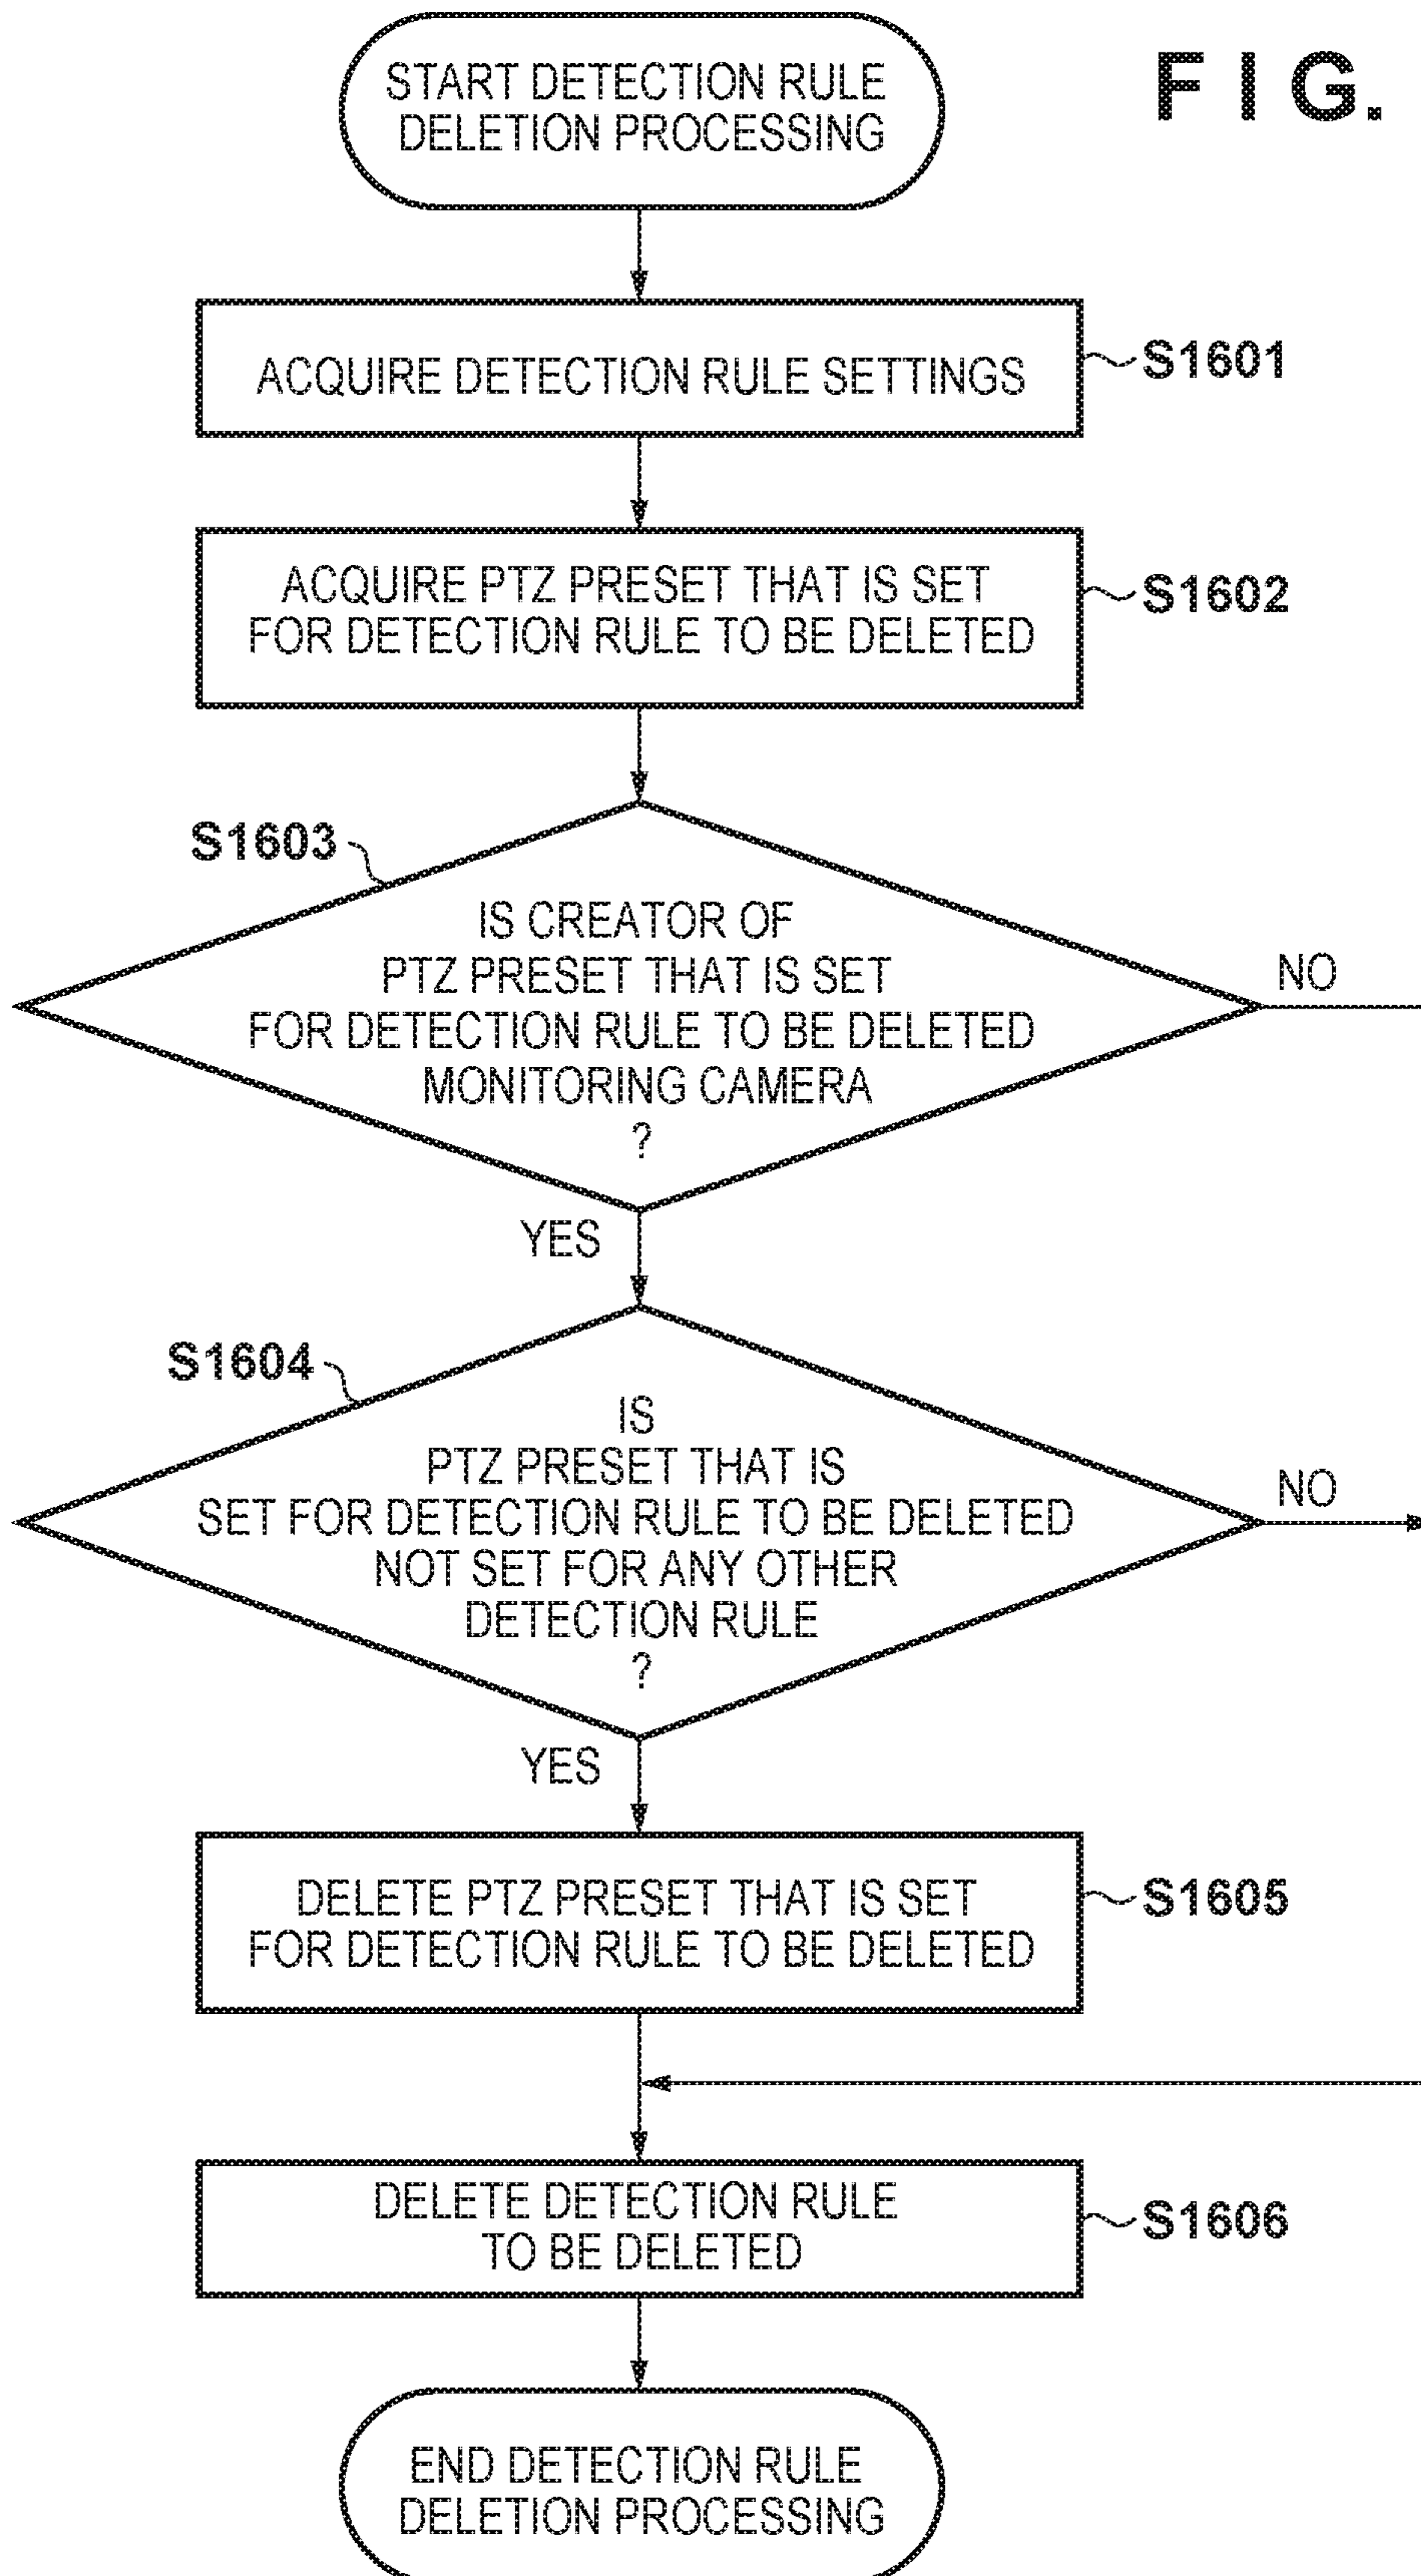 START DETECTION RULE
DELETION PROCESSING
F I G.
ACQUIRE DETECTION RULE SETTINGS
S1601
ACQUIRE PTZ PRESET THAT IS SET
FOR DETECTION RULE TO BE DELETED
S1602
S1603
IS CREATOR OF
PTZ PRESET THAT IS SET
FOR DETECTION RULE TO BE DELETED
MONITORING CAMERA
?
NO
YES
S1604
IS
PTZ PRESET THAT IS
SET FOR DETECTION RULE TO BE DELETED
NOT SET FOR ANY OTHER
DETECTION RULE
?
NO
YES
DELETE PTZ PRESET THAT IS SET
FOR DETECTION RULE TO BE DELETED
S1605
DELETE DETECTION RULE
TO BE DELETED
S1606
END DETECTION RULE
DELETION PROCESSING